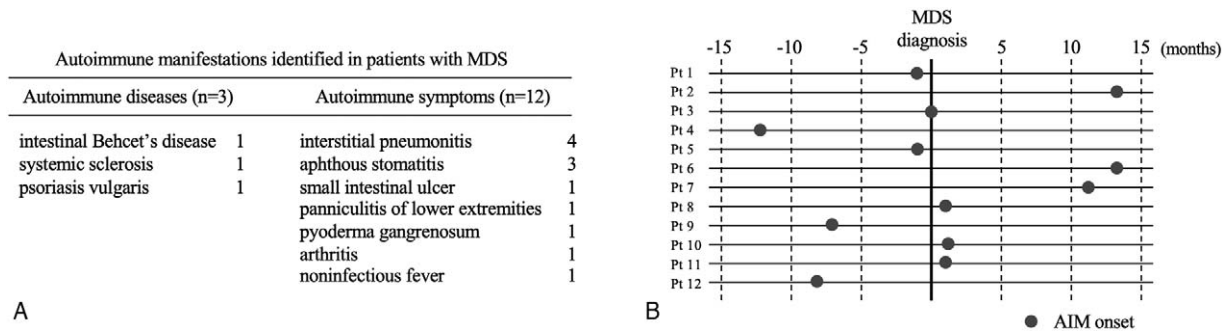 Autoimmune manifestations identified in patients with MDS
Autoimmune diseases (n=3) Autoimmune symptoms (n=12)
intestinal Behcet's disease 1 interstitial pneumonitis 4
systemic sclerosis 1 aphthous stomatitis 3
psoriasis vulgaris 1 small intestinal ulcer 1
panniculitis of lower extremities 1
pyoderma gangrenosum 1
arthritis 1
noninfectious fever 1
A
MDS
diagnosis
-15 -10 -5 5 10 15 (months)
Pt 1
Pt 2
Pt 3
Pt 4
Pt 5
Pt 6
Pt 7
Pt 8
Pt 9
Pt 10
Pt 11
Pt 12
B AIM onset